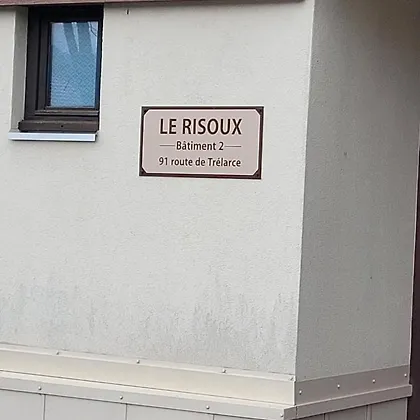 LE RISOUX
Bâtiment 2
91 route de Trélarce